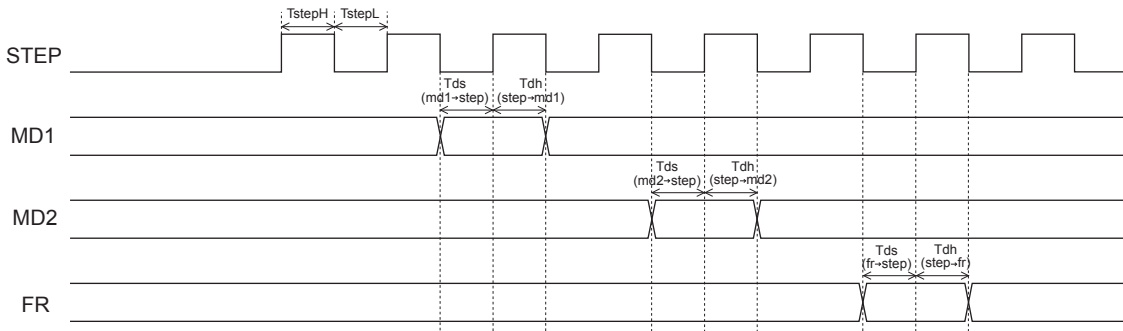 TstepH TstepL
STEP
Tds Tdh
(md1→step) (step→md1)
MD1
Tds Tdh
(md2→step) (step→md2)
MD2
Tds Tdh
(fr→step) (step→fr)
FR